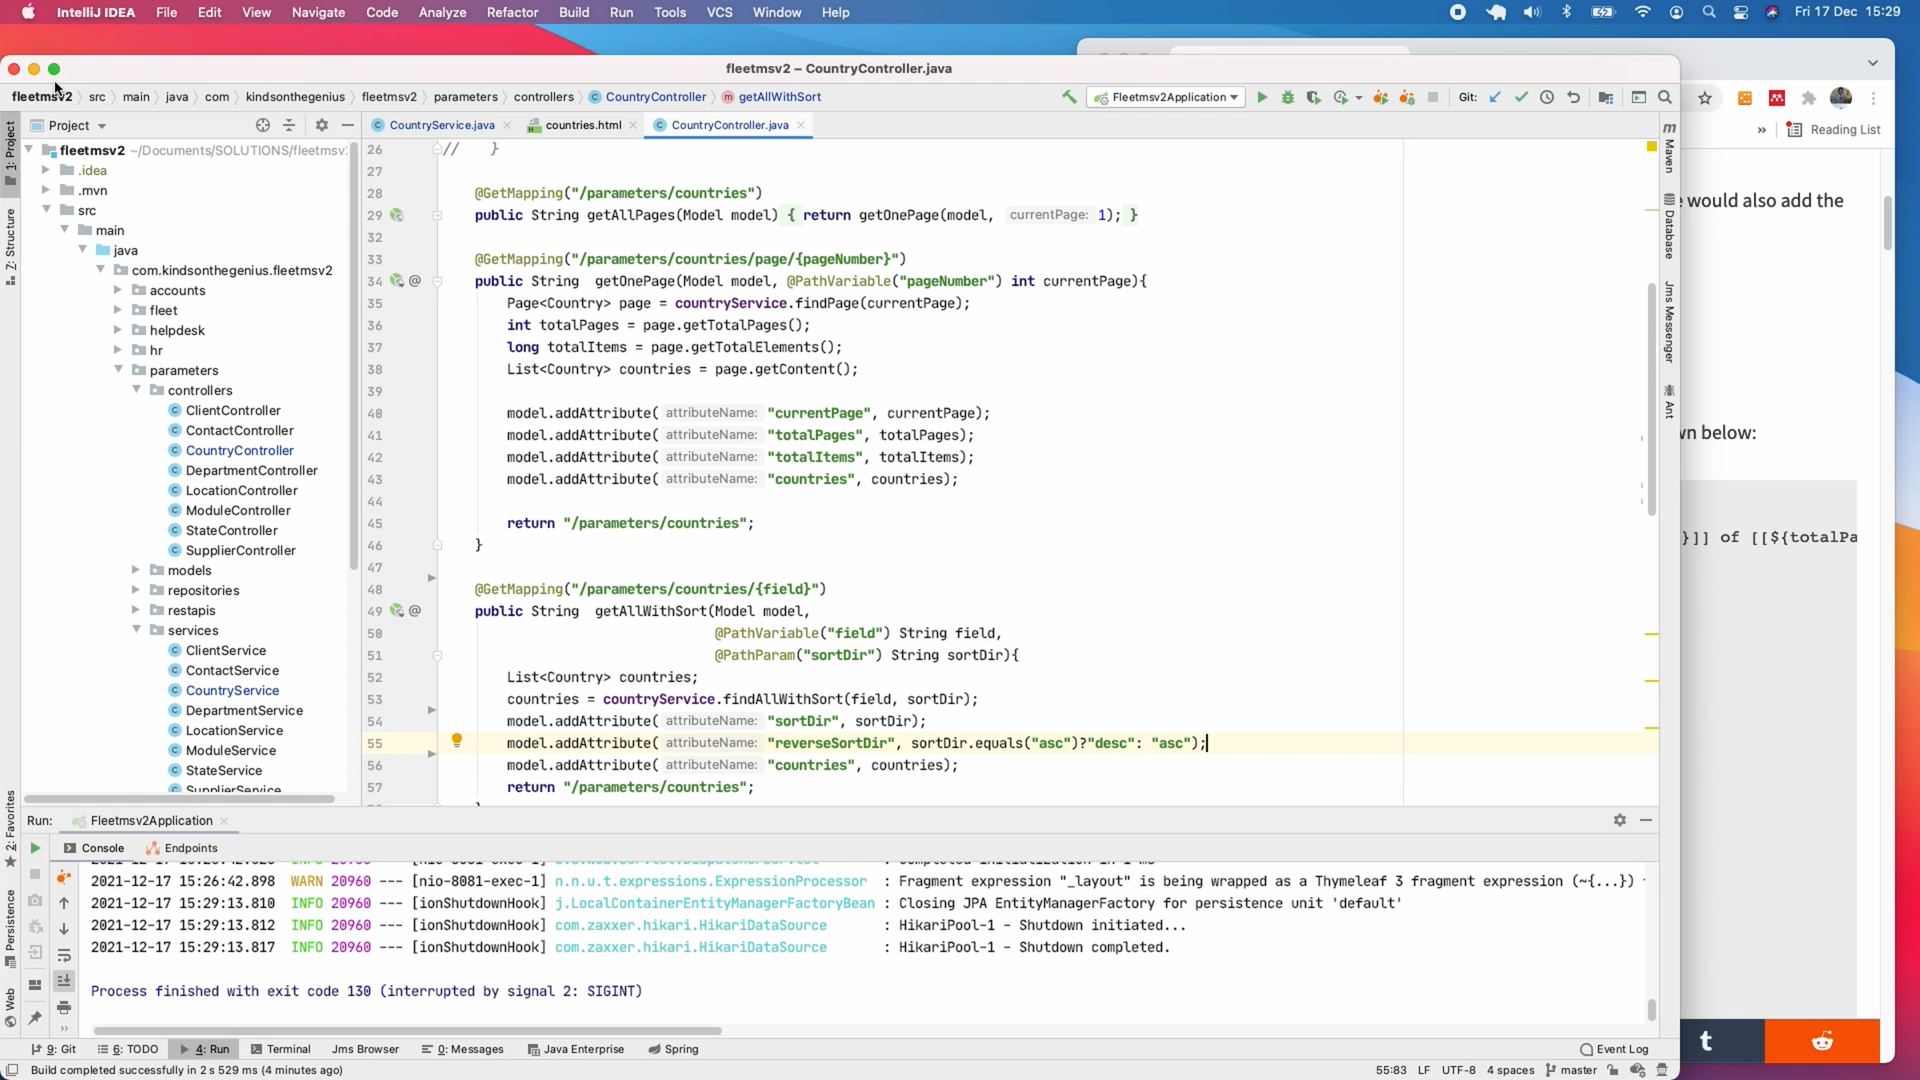 IntelliJ IDEA File Edit View Navigate Code Analyze Refactor Build Run Tools VCS Window Help Fri 17 Dec 15:29
fleetmsv2 – CountryController.java
fleetmsv2 src main java com kindsonthegenius fleetmsv2 parameters controllers CountryController getAllWithSort Fleetmsv2Application Git:
Project
CountryService.java countries.html CountryController.java
» Reading List
1: Project
Z: Structure
2: Favorites
Persistence
Web
fleetmsv2 ~/Documents/SOLUTIONS/fleetmsv
.idea
.mvn
src
main
java
com.kindsonthegenius.fleetmsv2
accounts
fleet
helpdesk
hr
parameters
controllers
ClientController
ContactController
CountryController
DepartmentController
LocationController
ModuleController
StateController
SupplierController
models
repositories
restapis
services
ClientService
ContactService
CountryService
DepartmentService
LocationService
ModuleService
StateService
SupplierService
26 // }
27
28 @GetMapping("/parameters/countries")
29 public String getAllPages(Model model) { return getOnePage(model, currentPage: 1); }
32
33 @GetMapping("/parameters/countries/page/{pageNumber}")
34 @ public String getOnePage(Model model, @PathVariable("pageNumber") int currentPage){
35 Page<Country> page = countryService.findPage(currentPage);
36 int totalPages = page.getTotalPages();
37 long totalItems = page.getTotalElements();
38 List<Country> countries = page.getContent();
39
40 model.addAttribute( attributeName: "currentPage", currentPage);
41 model.addAttribute( attributeName: "totalPages", totalPages);
42 model.addAttribute( attributeName: "totalItems", totalItems);
43 model.addAttribute( attributeName: "countries", countries);
44
45 return "/parameters/countries";
46 }
47
48 @GetMapping("/parameters/countries/{field}")
49 @ public String getAllWithSort(Model model,
50 @PathVariable("field") String field,
51 @PathParam("sortDir") String sortDir){
52 List<Country> countries;
53 countries = countryService.findAllWithSort(field, sortDir);
54 model.addAttribute( attributeName: "sortDir", sortDir);
55 model.addAttribute( attributeName: "reverseSortDir", sortDir.equals("asc")?"desc": "asc");
56 model.addAttribute( attributeName: "countries", countries);
57 return "/parameters/countries";
m Maven
Database
Jms Messenger
Ant
would also add the
wn below:
}]] of [[${totalPa
Run: Fleetmsv2Application
Console Endpoints
2021-12-17 15:26:42.898 WARN 20960 --- [nio-8081-exec-1] n.n.u.t.expressions.ExpressionProcessor : Fragment expression "_layout" is being wrapped as a Thymeleaf 3 fragment expression (~{...})
2021-12-17 15:29:13.810 INFO 20960 --- [ionShutdownHook] j.LocalContainerEntityManagerFactoryBean : Closing JPA EntityManagerFactory for persistence unit 'default'
2021-12-17 15:29:13.812 INFO 20960 --- [ionShutdownHook] com.zaxxer.hikari.HikariDataSource : HikariPool-1 - Shutdown initiated...
2021-12-17 15:29:13.817 INFO 20960 --- [ionShutdownHook] com.zaxxer.hikari.HikariDataSource : HikariPool-1 - Shutdown completed.
Process finished with exit code 130 (interrupted by signal 2: SIGINT)
9: Git 6: TODO 4: Run Terminal Jms Browser 0: Messages Java Enterprise Spring Event Log
Build completed successfully in 2 s 529 ms (4 minutes ago) 55:83 LF UTF-8 4 spaces master
t